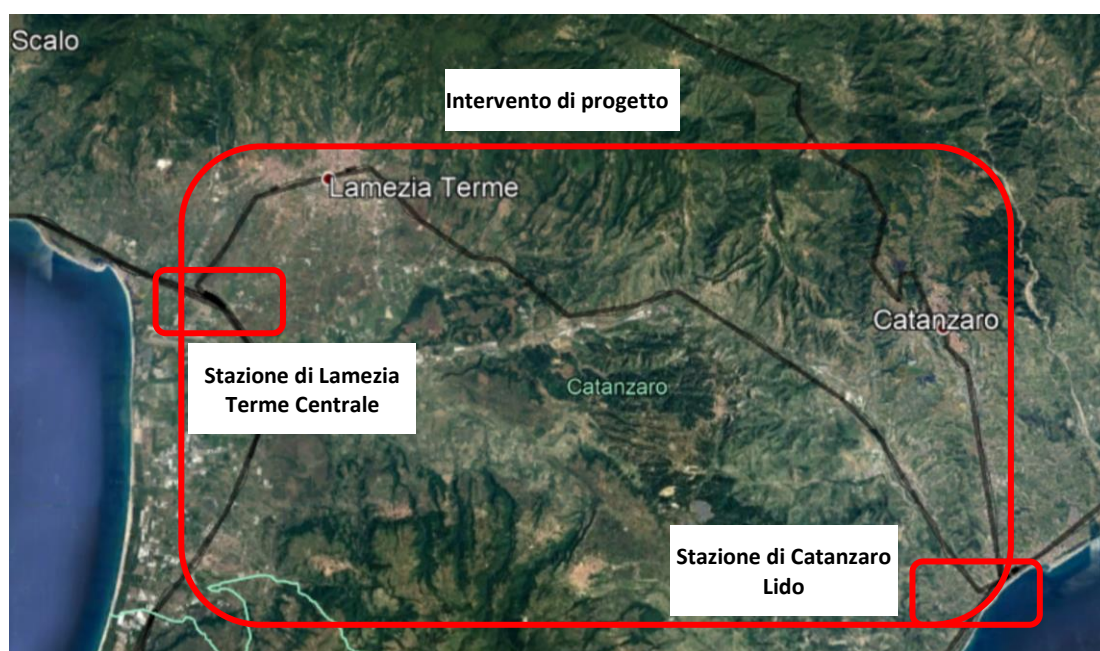 Scalo
Intervento di progetto
Lamezia Terme
Catanzaro
Stazione di Lamezia
Terme Centrale
Catanzaro
Stazione di Catanzaro
Lido